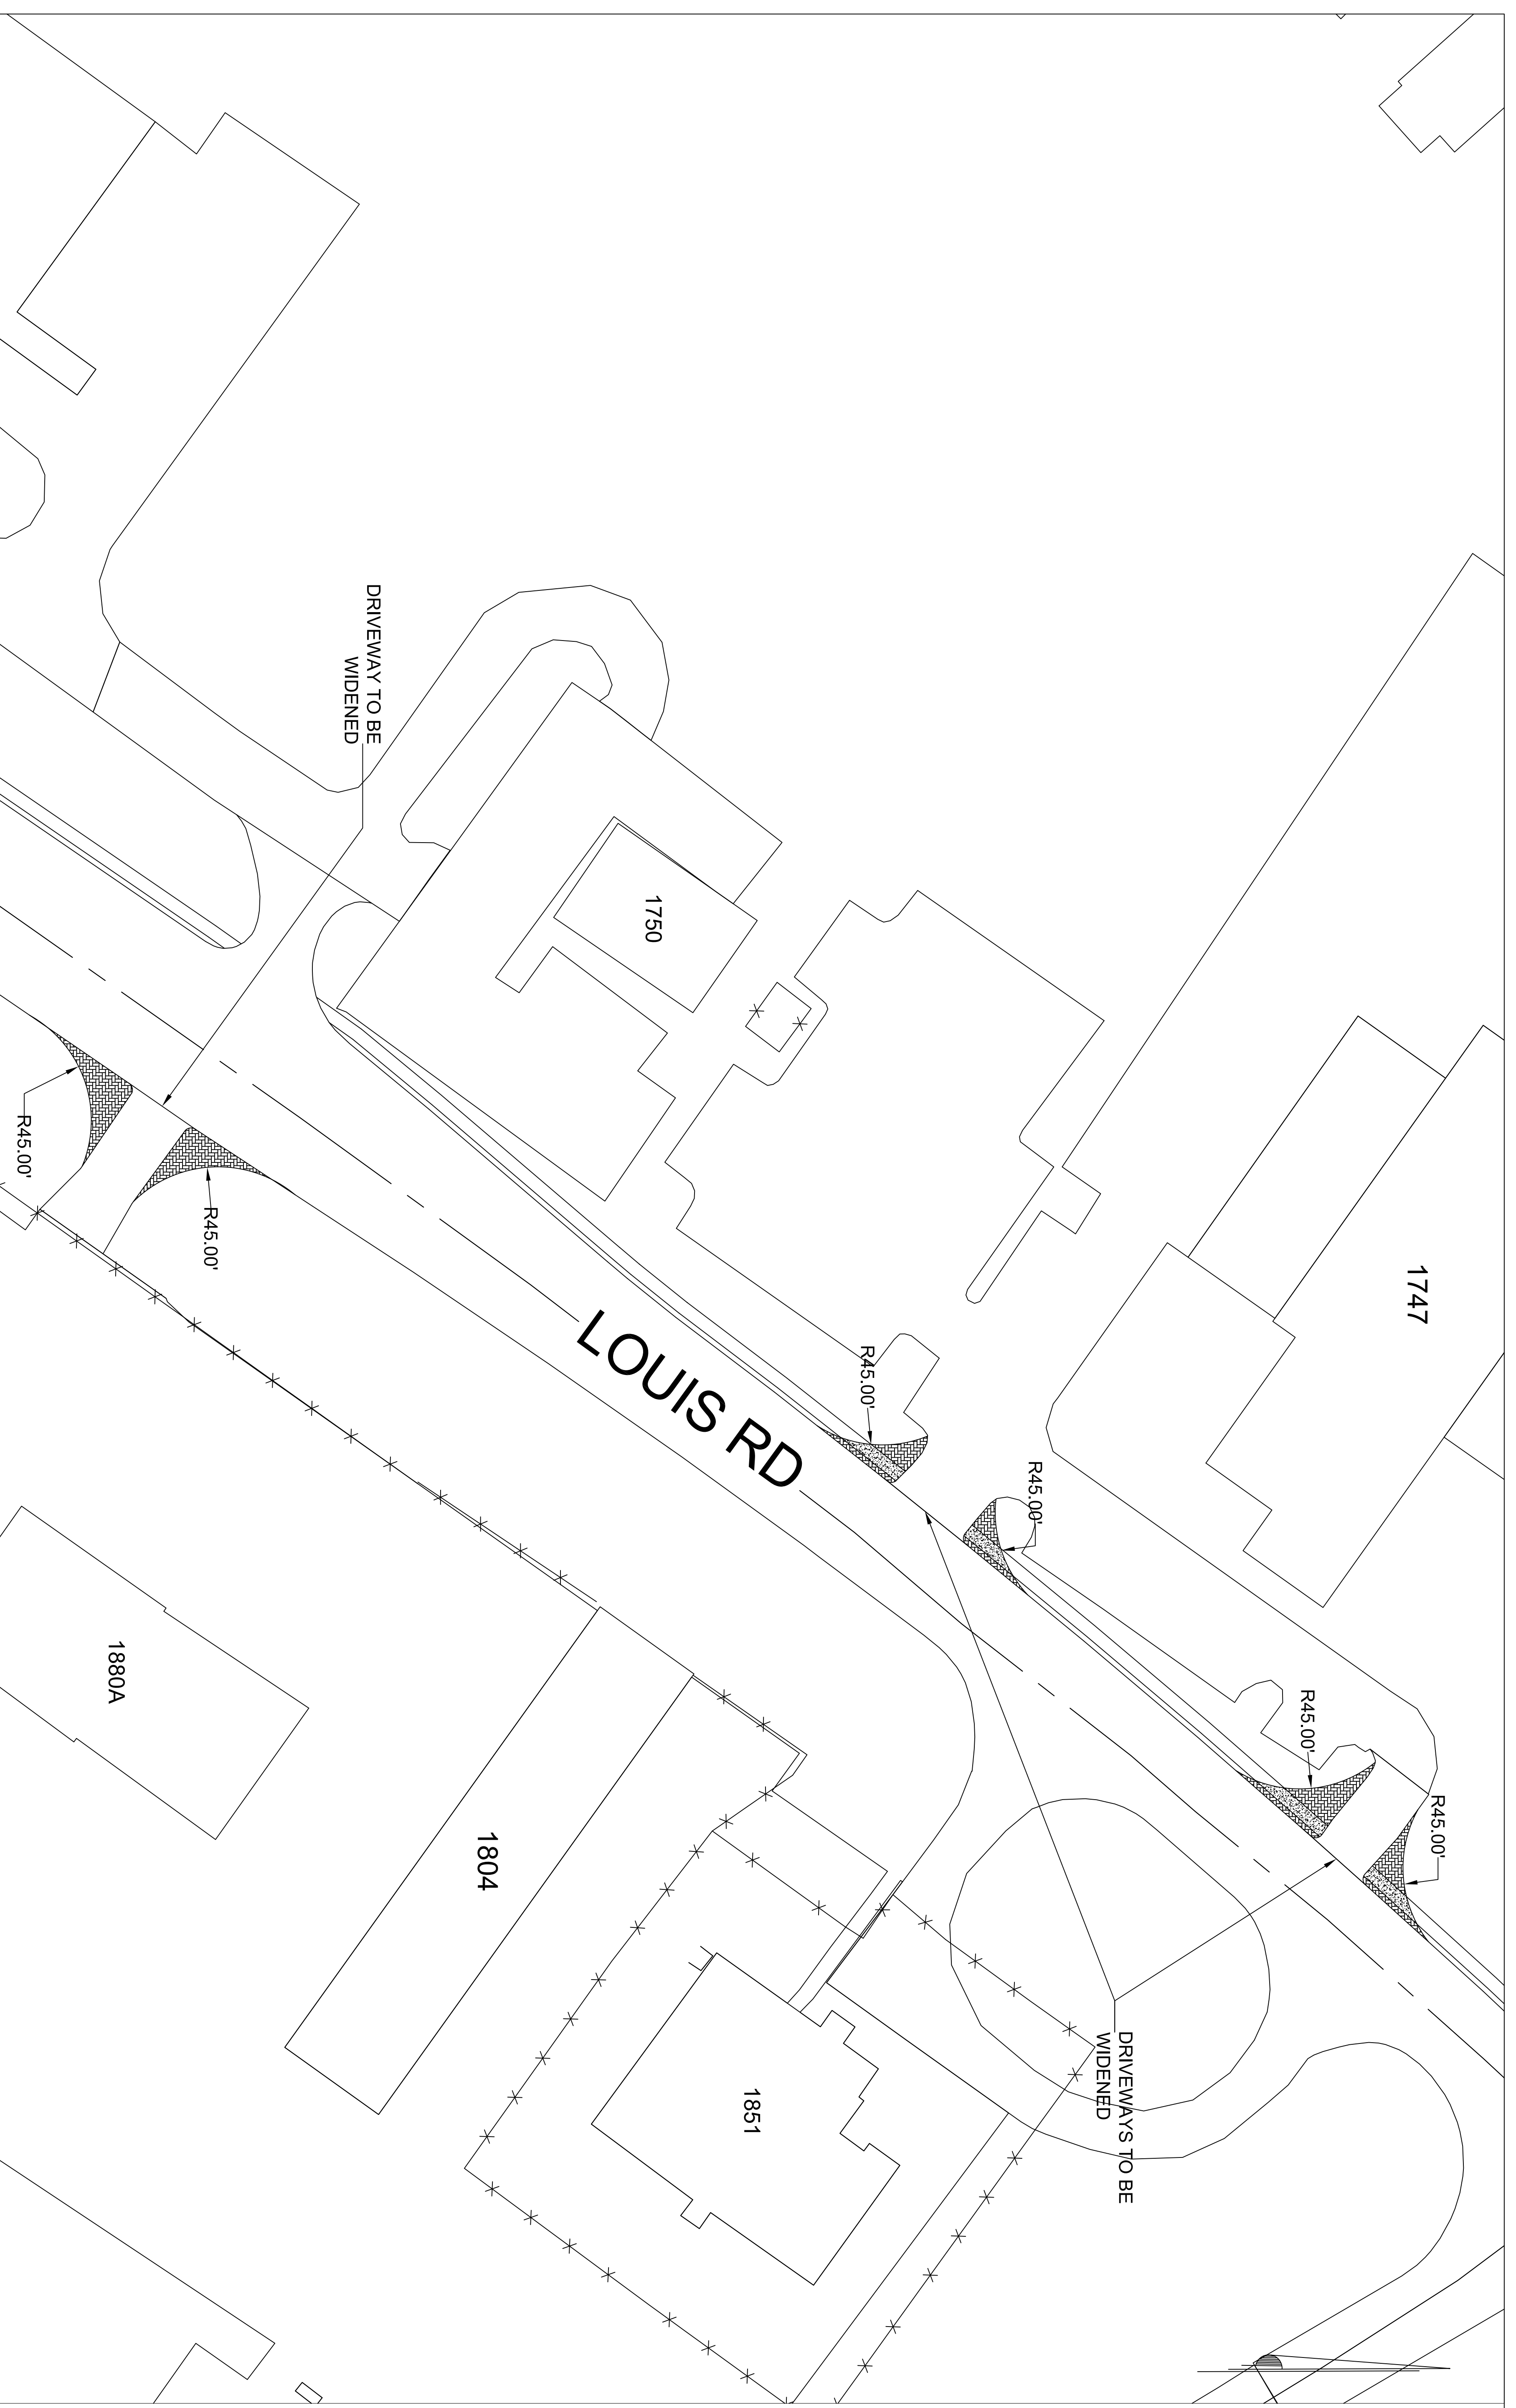 1747
DRIVEWAY TO BE
WIDENED
1750
R45.00'
R45.00'
R45.00'
R45.00'
LOUIS RD
R45.00'
R45.00'
DRIVEWAYS TO BE
WIDENED
1851
1804
1880A